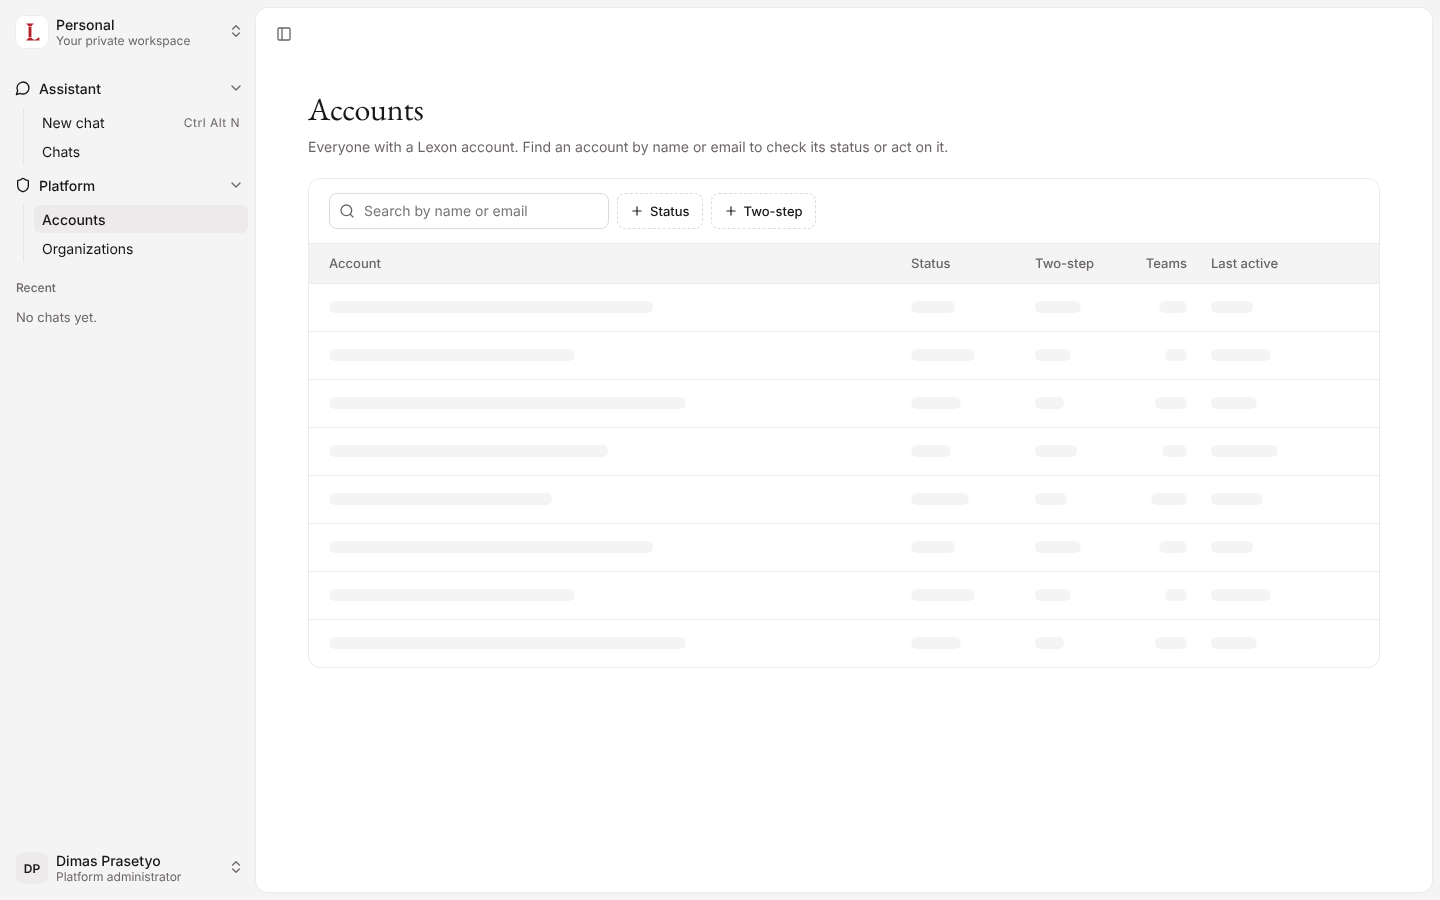 L
Personal
Your private workspace
Assistant
New chat
Ctrl Alt N
Chats
Platform
Accounts
Organizations
Recent
No chats yet.
DP
Dimas Prasetyo
Platform administrator
Accounts
Everyone with a Lexon account. Find an account by name or email to check its status or act on it.
Search by name or email
Status
Two-step
Account Status Two-step Teams Last active